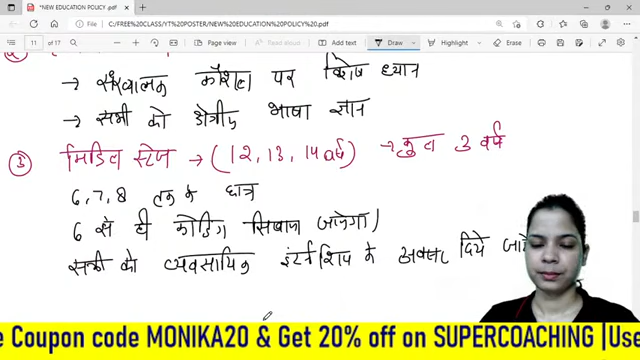 *NEW EDUCATION POLICY.pdf
File | C:/FREE%20CLASS/YT%20POSTER/NEW%20EDUCATION%20POLICY.pdf
11 of 17
Page view
Read aloud
Add text
Draw
Highlight
Erase
→ संख्यात्मक कौशल पर विशेष ध्यान
→ सभी को क्षेत्रीय भाषा ज्ञान
③ मिडिल स्टेज → (12, 13, 14 वर्ष) → कुल 3 वर्ष
6, 7, 8 तक के छात्र
6 से ही कोडिंग सिखाया जायेगा।
सभी को व्यवसायिक इंटर्नशिप के अवसर दिये
e Coupon code MONIKA20 & Get 20% off on SUPERCOACHING |Use